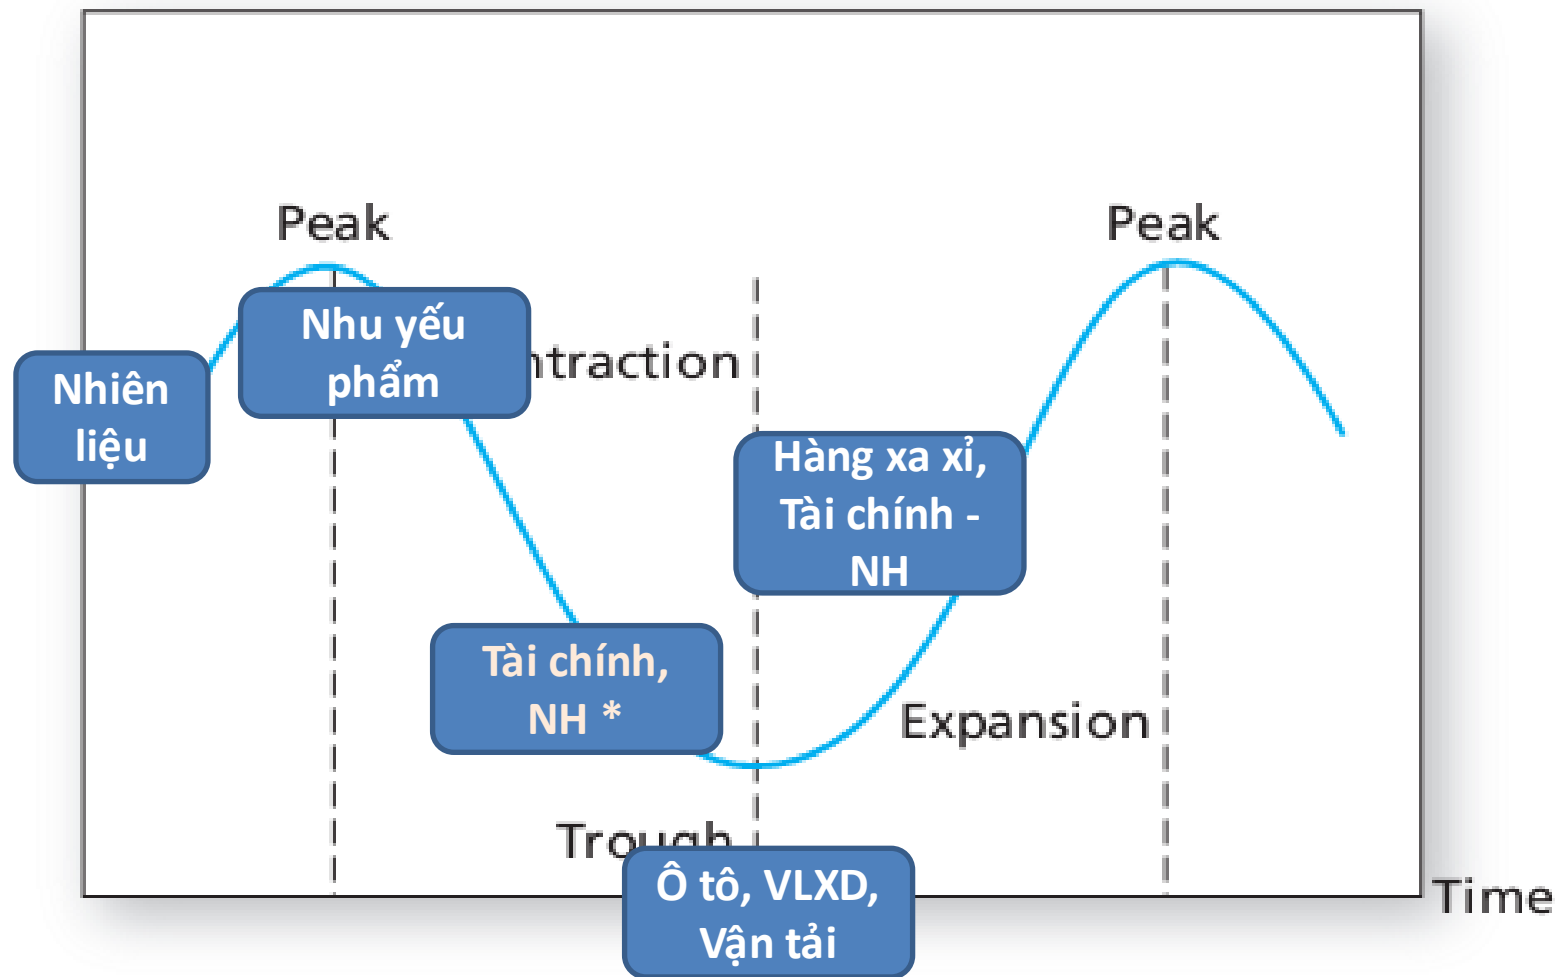 Peak
Peak
Nhu yếu
phẩm
ntraction
Nhiên
liệu
Hàng xa xỉ,
Tài chính -
NH
Tài chính,
NH *
Expansion
Trough
Ô tô, VLXD,
Vận tải
Time